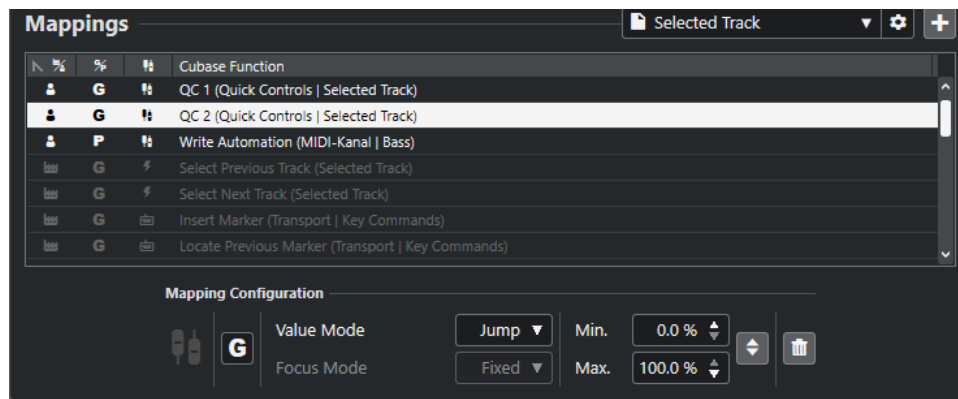 Mappings Selected Track
Cubase Function
G QC 1 (Quick Controls | Selected Track)
G QC 2 (Quick Controls | Selected Track)
P Write Automation (MIDI-Kanal | Bass)
G Select Previous Track (Selected Track)
G Select Next Track (Selected Track)
G Insert Marker (Transport | Key Commands)
G Locate Previous Marker (Transport | Key Commands)
Mapping Configuration
G Value Mode Jump Min. 0.0 %
Focus Mode Fixed Max. 100.0 %